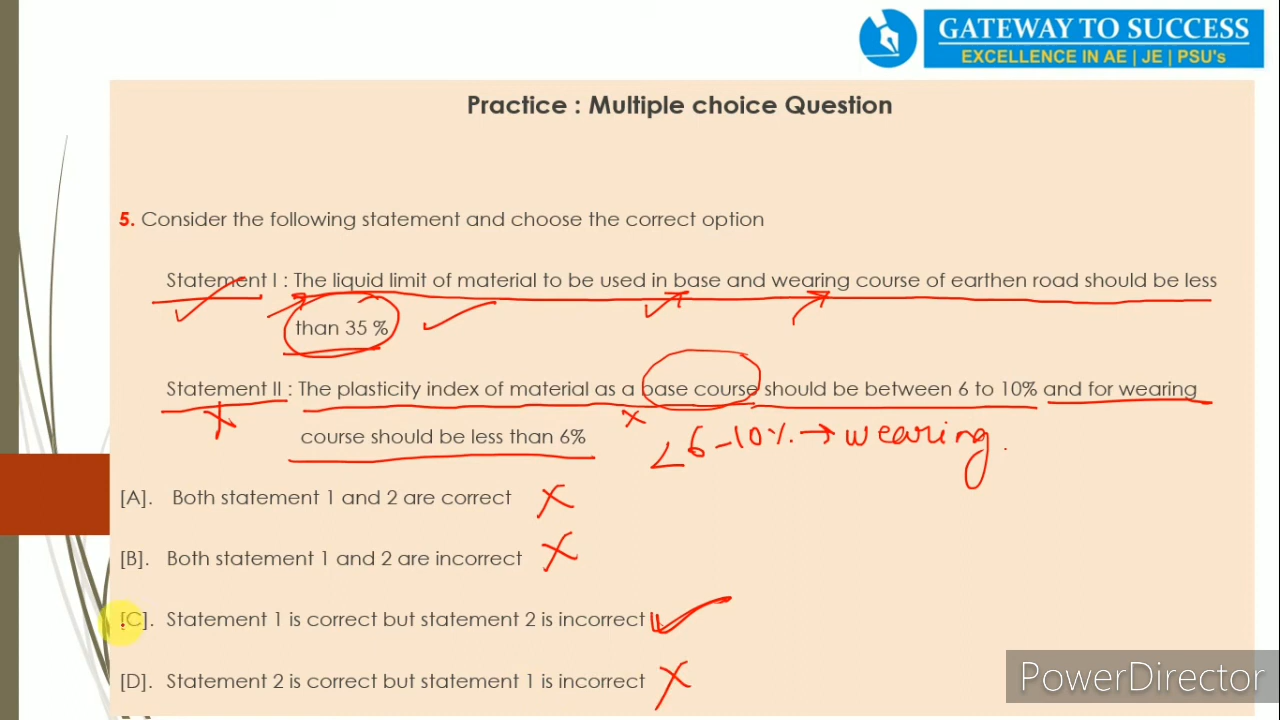 GATEWAY TO SUCCESS
EXCELLENCE IN AE | JE | PSU's
Practice : Multiple choice Question
5. Consider the following statement and choose the correct option
Statement I : The liquid limit of material to be used in base and wearing course of earthen road should be less
than 35 %
Statement II : The plasticity index of material as a base course should be between 6 to 10% and for wearing
course should be less than 6%
<6-10% → wearing.
[A]. Both statement 1 and 2 are correct
[B]. Both statement 1 and 2 are incorrect
[C]. Statement 1 is correct but statement 2 is incorrect
[D]. Statement 2 is correct but statement 1 is incorrect
PowerDirector